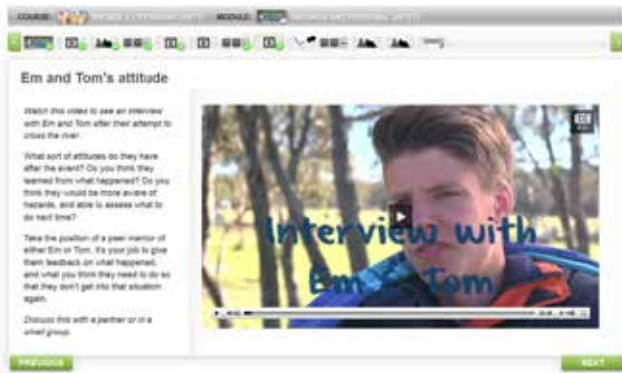 COURSE:
MODULE:
Em and Tom's attitude
Watch this video to see an interview
with Em and Tom after their attempt to
cross the river.
What sort of attitudes do they have
after the event? Do you think they
learned from what happened? Do you
think they would be more aware of
hazards, and able to assess what to
do next time?
Take the position of a peer mentor of
either Em or Tom. It's your job to give
them feedback on what happened,
and what you think they need to do so
that they don't get into that situation
again.
Discuss this with a partner or in a
small group.
CC
Interview with
Em & Tom
PREVIOUS
NEXT